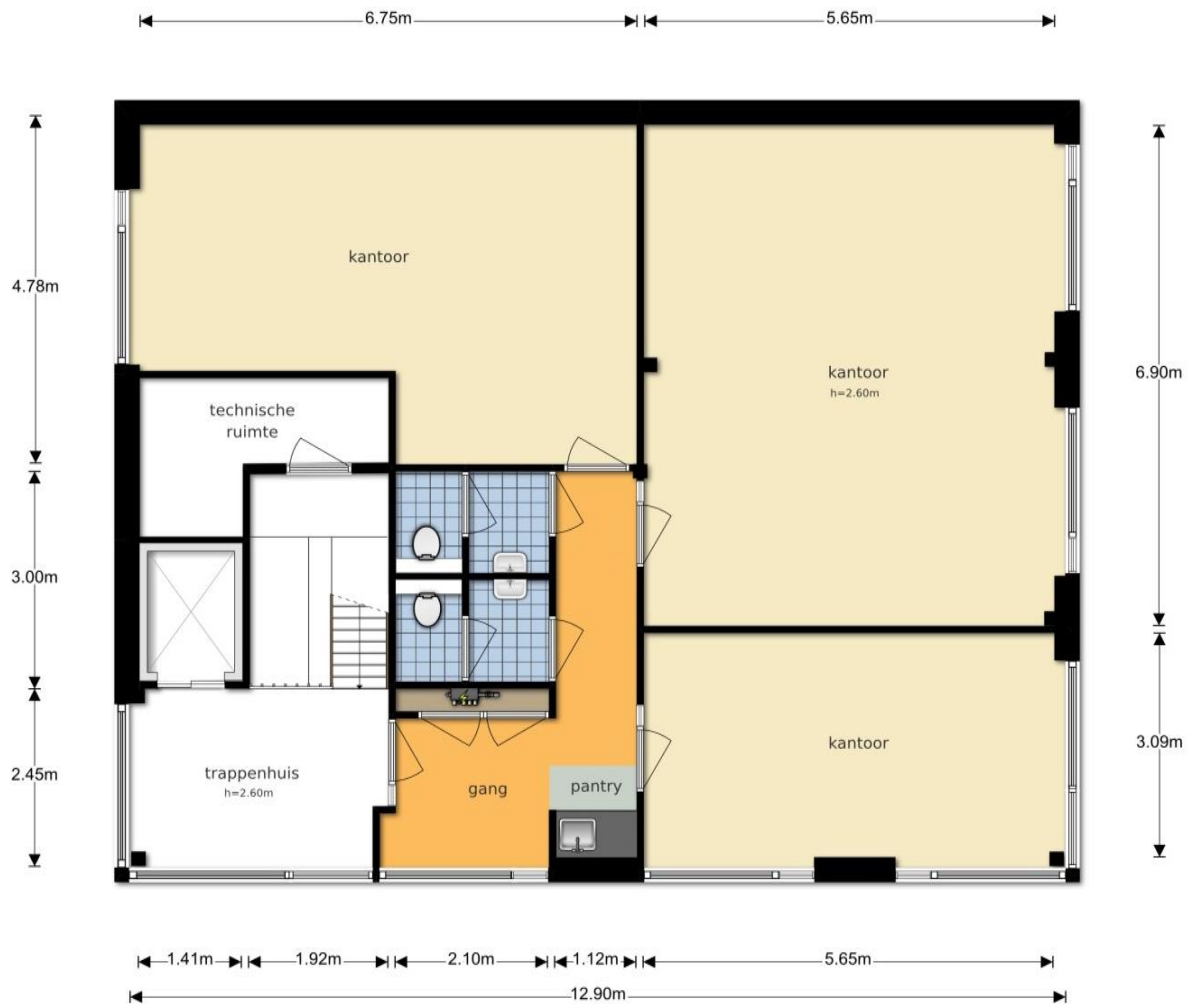 6.75m
5.65m
4.78m
3.00m
2.45m
kantoor
kantoor
h=2.60m
6.90m
technische
ruimte
trappenhuis
h=2.60m
gang
pantry
kantoor
3.09m
1.41m
1.92m
2.10m
1.12m
5.65m
12.90m